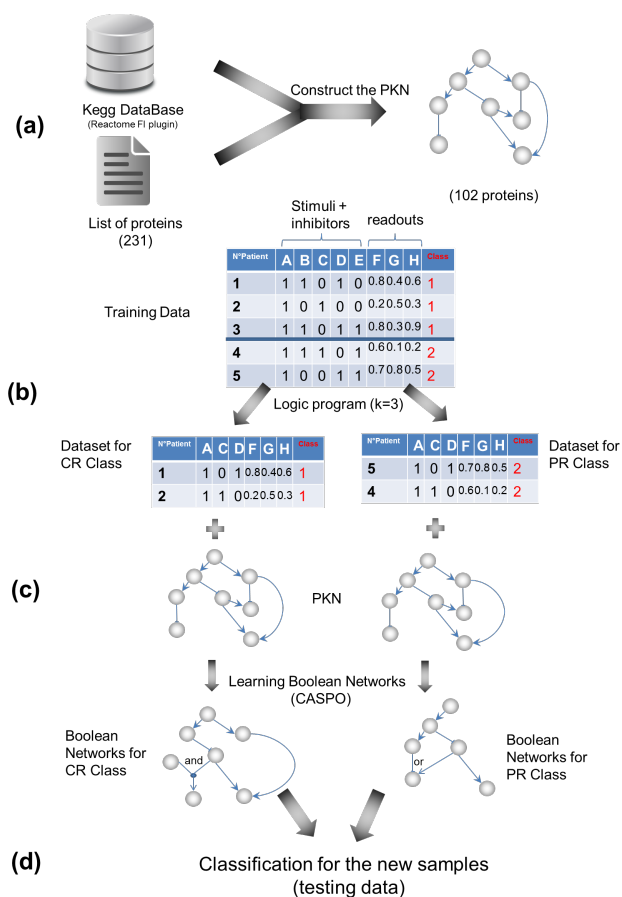 (a)
Kegg DataBase
(Reactome FI plugin)
List of proteins
(231)
Construct the PKN
(102 proteins)
Stimuli +
inhibitors
readouts
Training Data
N°Patient A B C D E F G H Class
1 1 1 0 1 0 0.8 0.4 0.6 1
2 1 0 1 0 0 0.2 0.5 0.3 1
3 1 1 0 1 1 0.8 0.3 0.9 1
4 1 1 1 0 1 0.6 0.1 0.2 2
5 1 0 0 1 1 0.7 0.8 0.5 2
(b)
Logic program (k=3)
Dataset for
CR Class
N°Patient A C D F G H Class
1 1 0 1 0.8 0.4 0.6 1
2 1 1 0 0.2 0.5 0.3 1
N°Patient A C D F G H Class
5 1 0 1 0.7 0.8 0.5 2
4 1 1 0 0.6 0.1 0.2 2
Dataset for
PR Class
(c)
PKN
Learning Boolean Networks
(CASPO)
Boolean
Networks for
CR Class
and
or
Boolean
Networks for
PR Class
(d)
Classification for the new samples
(testing data)